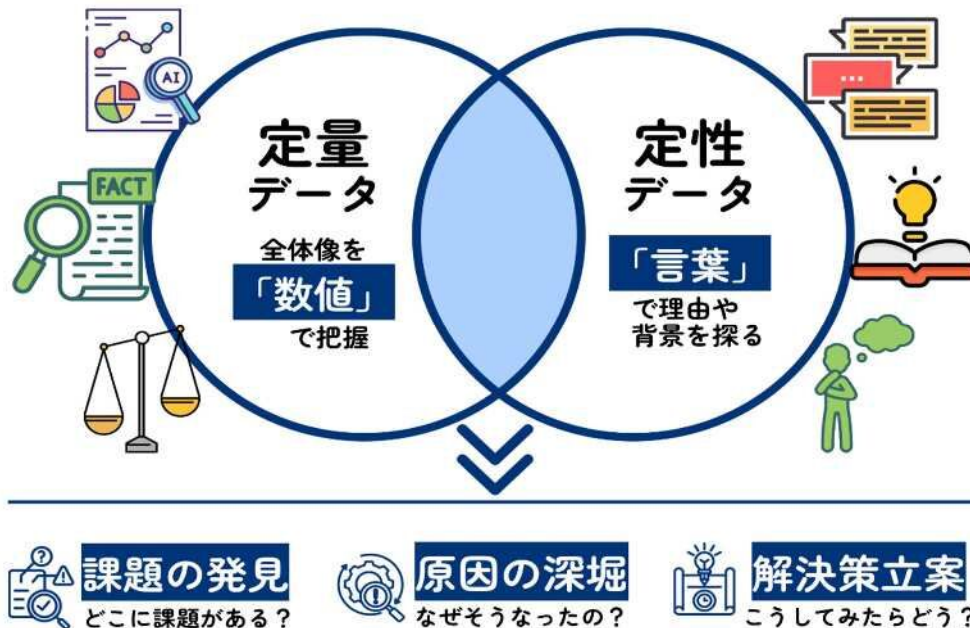 AI
FACT
定量
データ
全体像を
「数値」
で把握
定性
データ
「言葉」
で理由や
背景を探る
課題の発見
どこに課題がある？
原因の深堀
なぜそうなったの？
解決策立案
こうしてみたらどう？